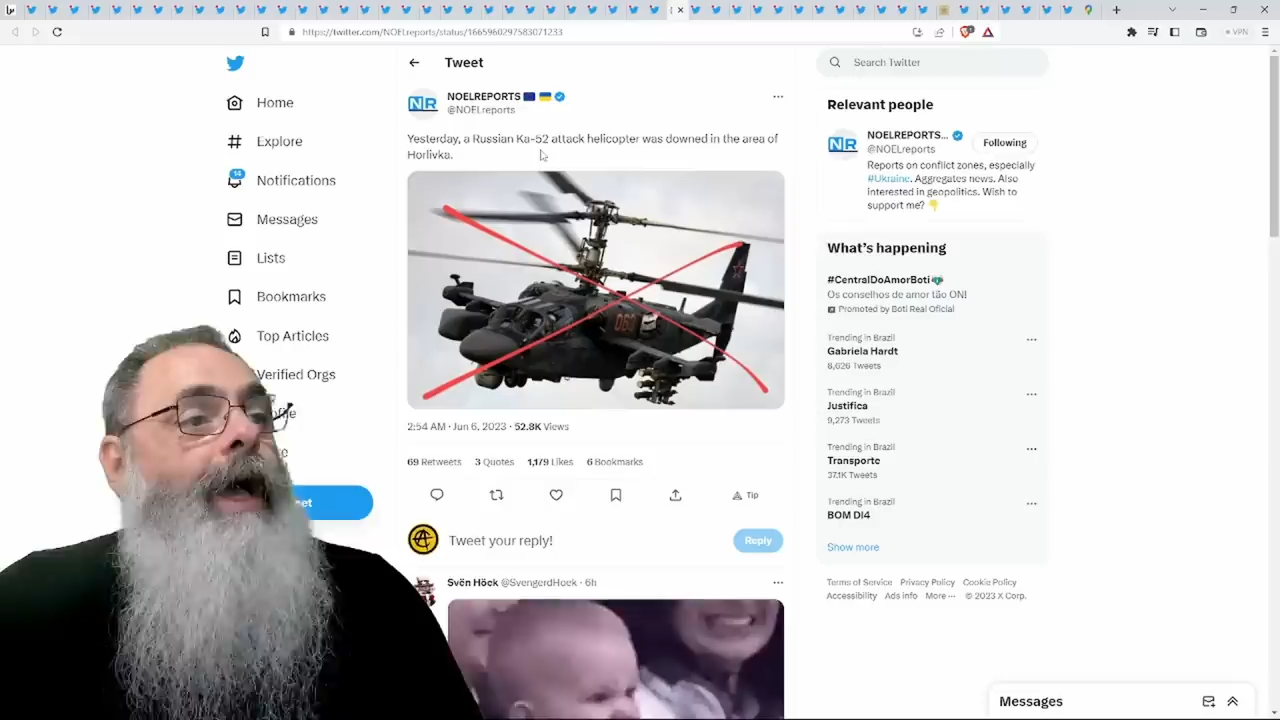 https://twitter.com/NOELreports/status/1665960297583071233
VPN
Home
Explore
14
Notifications
Messages
Lists
Bookmarks
Top Articles
Verified Orgs
Tweet
NOELREPORTS
@NOELreports
Yesterday, a Russian Ka-52 attack helicopter was downed in the area of
Horlivka.
2:54 AM · Jun 6, 2023 · 52.8K Views
69 Retweets 3 Quotes 1,179 Likes 6 Bookmarks
Tip
Tweet your reply!
Reply
Svën Höek @SvengerdHoek · 6h
Search Twitter
Relevant people
NOELREPORTS...
@NOELreports
Following
Reports on conflict zones, especially
#Ukraine. Aggregates news. Also
interested in geopolitics. Wish to
support me?
What's happening
#CentralDoAmorBoti
Os conselhos de amor tão ON!
Promoted by Boti Real Oficial
Trending in Brazil
Gabriela Hardt
8,626 Tweets
Trending in Brazil
Justifica
9,273 Tweets
Trending in Brazil
Transporte
37.1K Tweets
Trending in Brazil
BOM DI4
Show more
Terms of Service Privacy Policy Cookie Policy
Accessibility Ads info More ··· © 2023 X Corp.
Messages